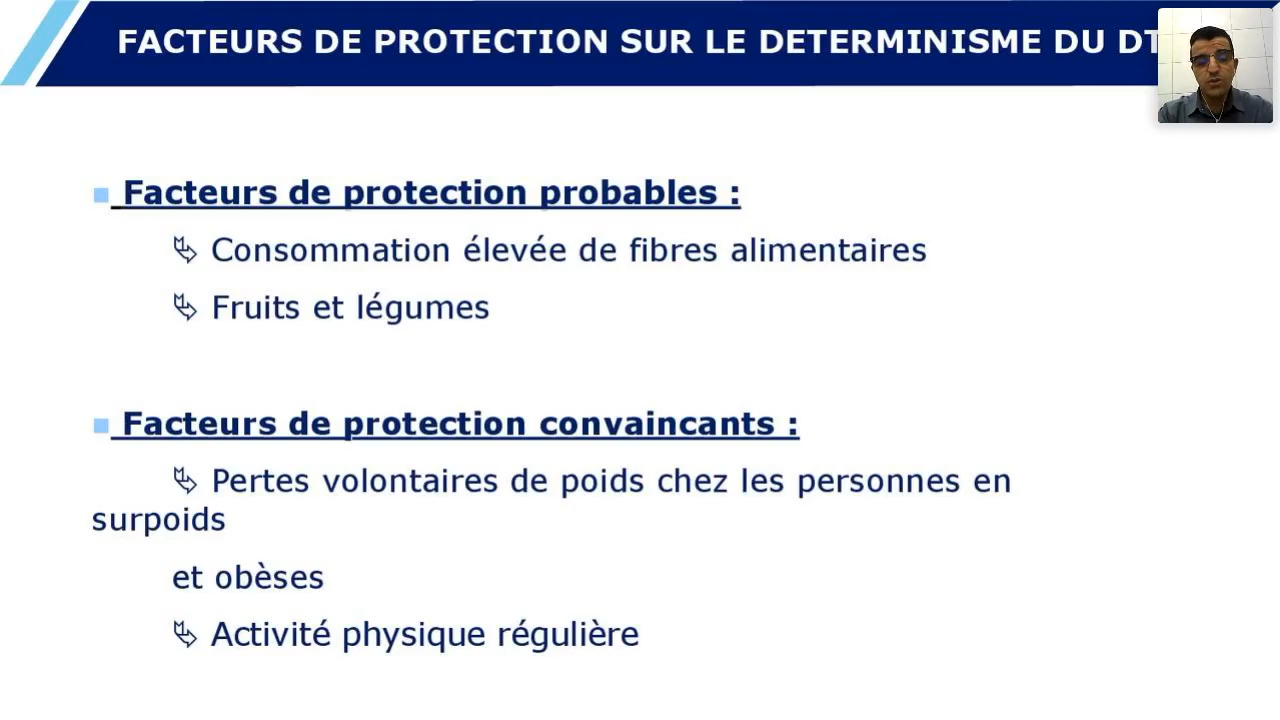 FACTEURS DE PROTECTION SUR LE DETERMINISME DU DT
Facteurs de protection probables :
Consommation élevée de fibres alimentaires
Fruits et légumes
Facteurs de protection convaincants :
Pertes volontaires de poids chez les personnes en
surpoids
et obèses
Activité physique régulière